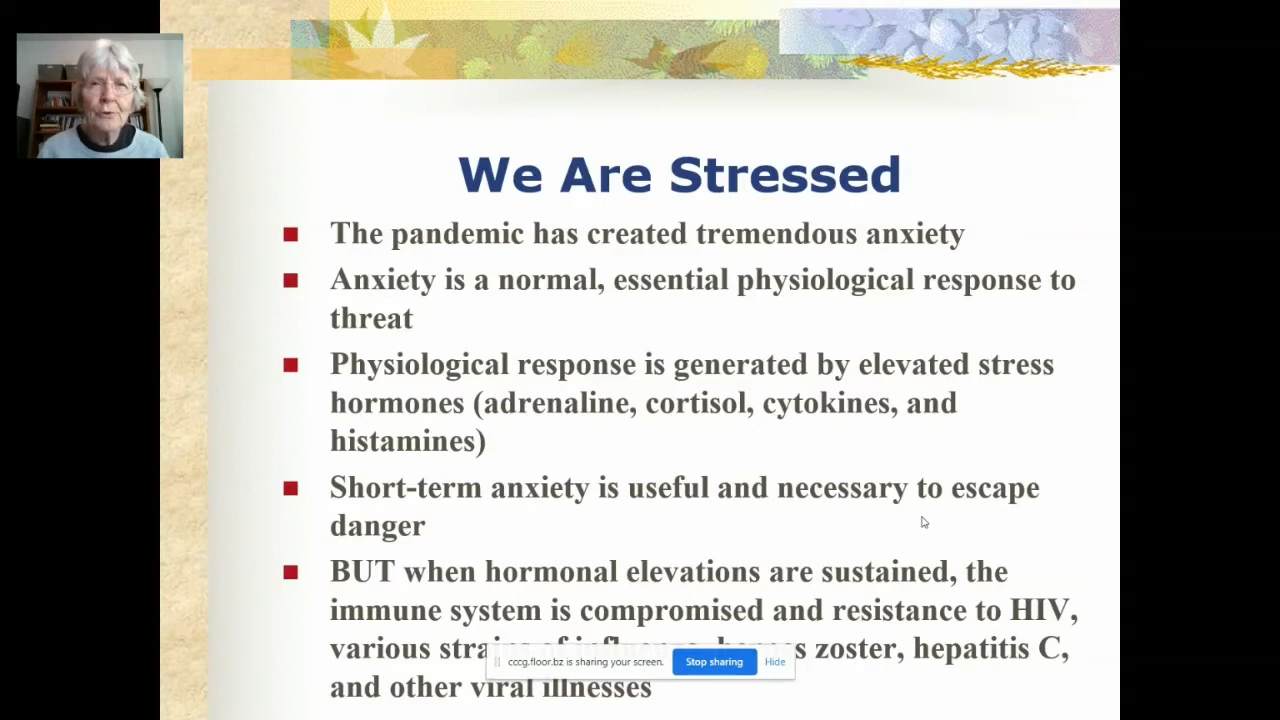 We Are Stressed
The pandemic has created tremendous anxiety
Anxiety is a normal, essential physiological response to
threat
Physiological response is generated by elevated stress
hormones (adrenaline, cortisol, cytokines, and
histamines)
Short-term anxiety is useful and necessary to escape
danger
BUT when hormonal elevations are sustained, the
immune system is compromised and resistance to HIV,
various strains of influenza, herpes zoster, hepatitis C,
cccg.floor.bz is sharing your screen. Stop sharing Hide
and other viral illnesses